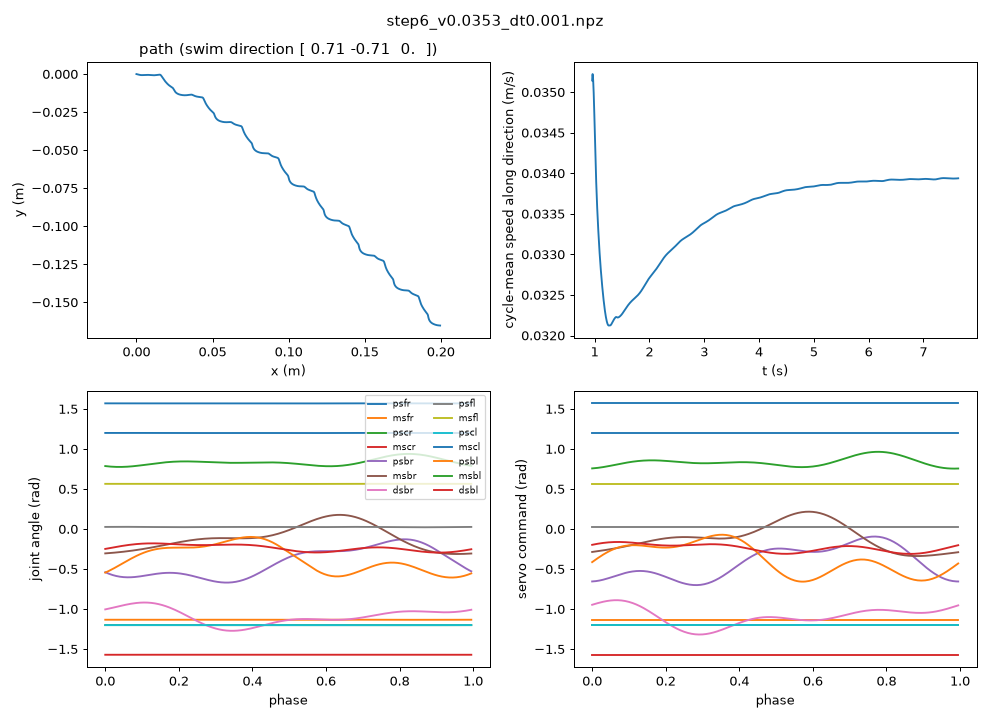 step6_v0.0353_dt0.001.npz
path (swim direction [ 0.71 -0.71  0.  ])
0.000
−0.025
−0.050
−0.075
−0.100
−0.125
−0.150
y (m)
0.00 0.05 0.10 0.15 0.20
x (m)
0.0350
0.0345
0.0340
0.0335
0.0330
0.0325
0.0320
cycle-mean speed along direction (m/s)
1 2 3 4 5 6 7
t (s)
1.5
1.0
0.5
0.0
−0.5
−1.0
−1.5
joint angle (rad)
psfr psfl
msfr msfl
pscr pscl
mscr mscl
psbr psbl
msbr msbl
dsbr dsbl
0.0 0.2 0.4 0.6 0.8 1.0
phase
1.5
1.0
0.5
0.0
−0.5
−1.0
−1.5
servo command (rad)
0.0 0.2 0.4 0.6 0.8 1.0
phase